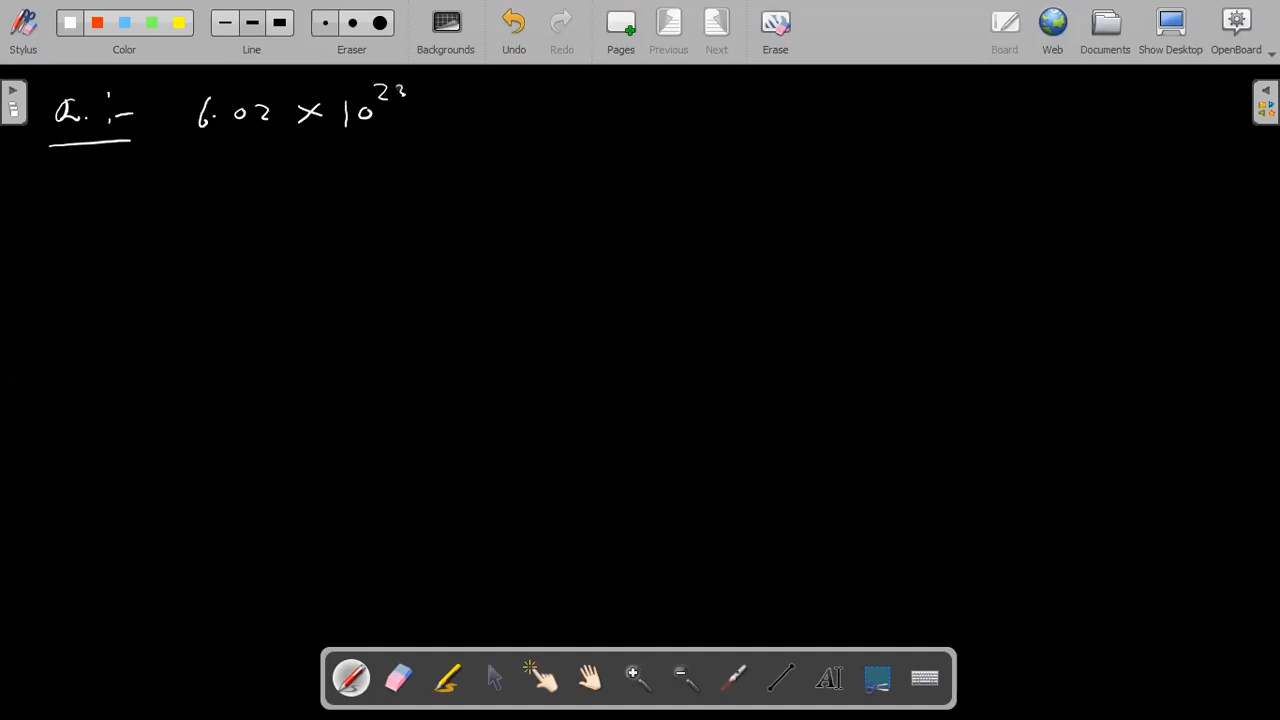 Stylus Color Line Eraser Backgrounds Undo Redo Pages Previous Next Erase Board Web Documents Show Desktop OpenBoard
Q. :- 6.02 × 10²³
AI